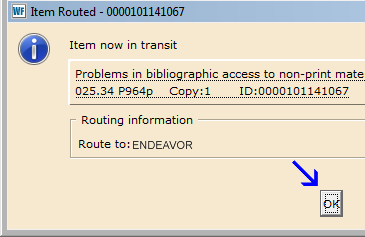 WF Item Routed - 0000101141067
Item now in transit
Problems in bibliographic access to non-print mate
025.34 P964p Copy:1 ID:0000101141067
Routing information
Route to: ENDEAVOR
OK